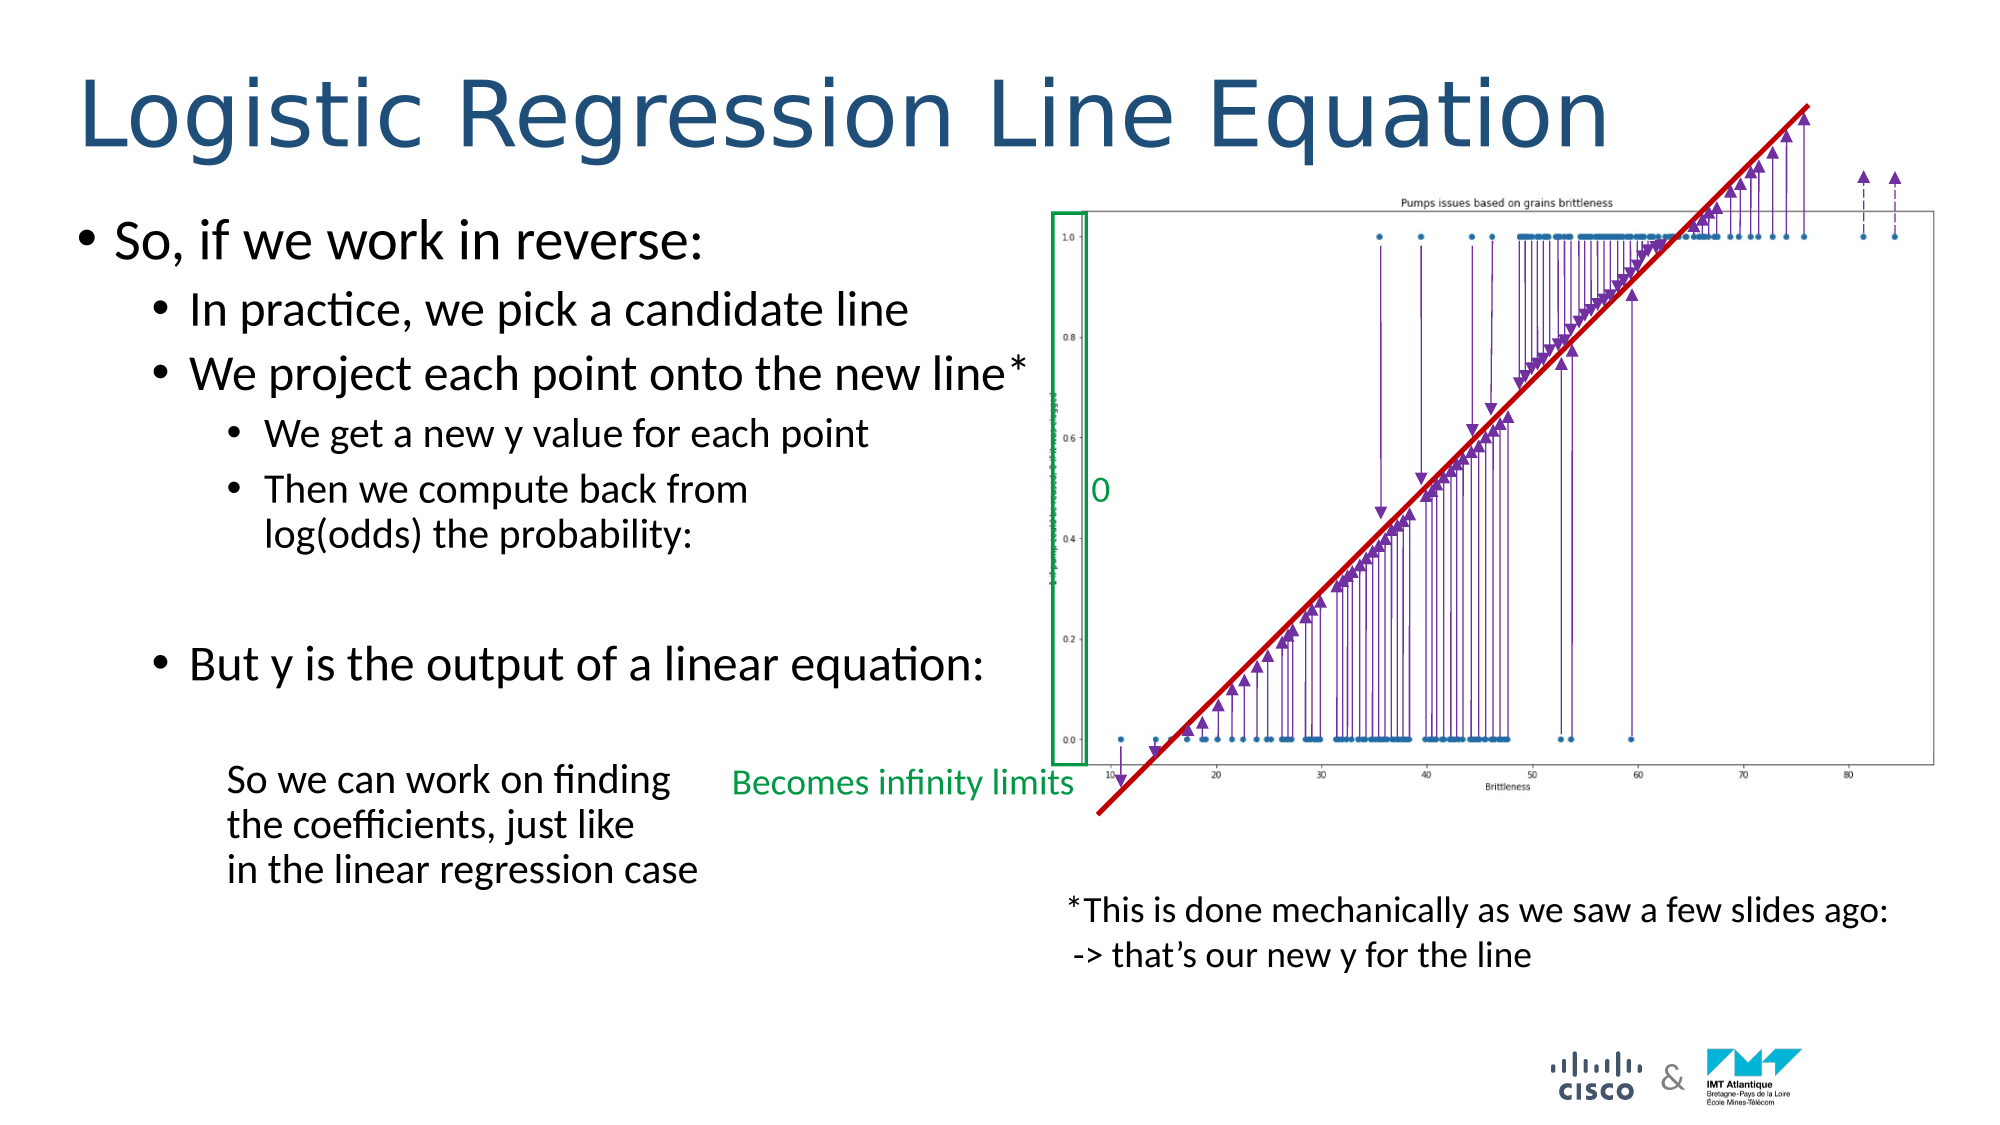 Logistic Regression Line Equation
• So, if we work in reverse:
• In practice, we pick a candidate line
• We project each point onto the new line*
• We get a new y value for each point
• Then we compute back from
log(odds) the probability:
• But y is the output of a linear equation:
So we can work on finding
the coefficients, just like
in the linear regression case
Becomes infinity limits
Pumps issues based on grains brittleness
1.0
0.8
0.6
0.4
0.2
0.0
0
10 20 30 40 50 60 70 80
Brittleness
*This is done mechanically as we saw a few slides ago:
-> that’s our new y for the line
CISCO & IMT Atlantique
Bretagne-Pays de la Loire
École Mines-Télécom